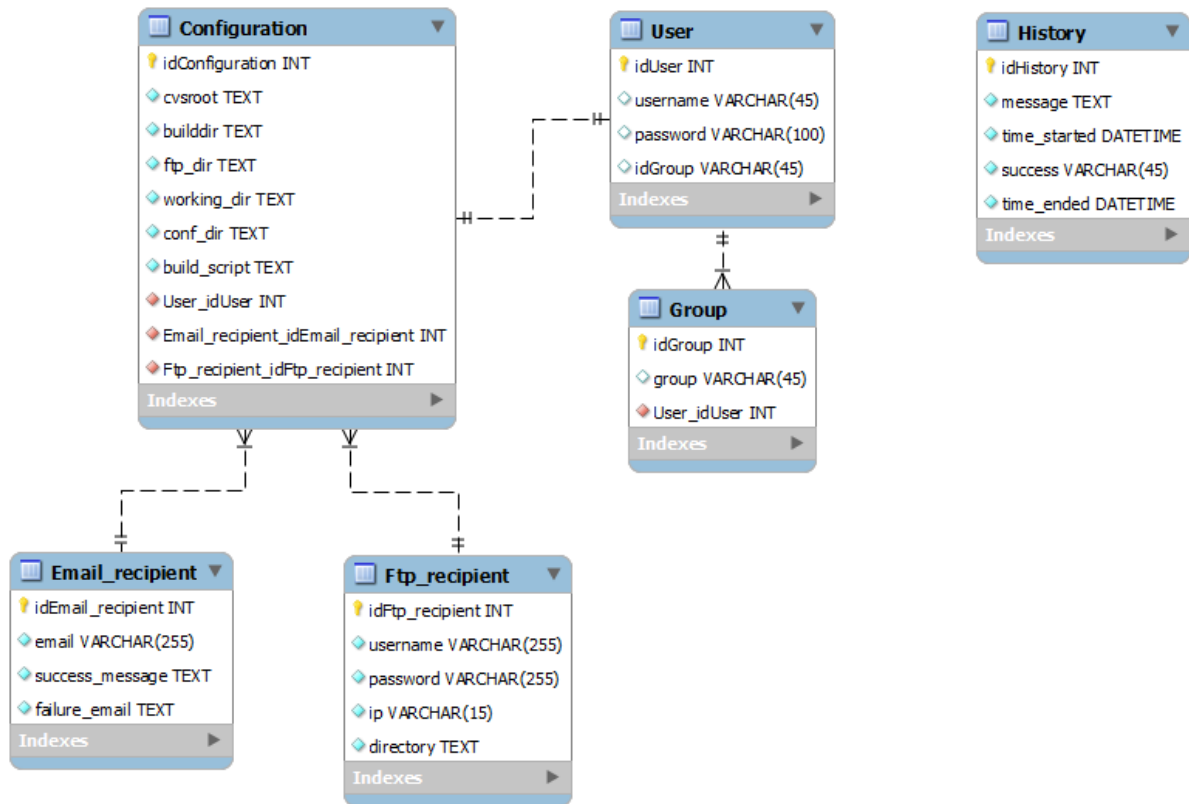 Configuration
idConfiguration INT
cvsroot TEXT
builddir TEXT
ftp_dir TEXT
working_dir TEXT
conf_dir TEXT
build_script TEXT
User_idUser INT
Email_recipient_idEmail_recipient INT
Ftp_recipient_idFtp_recipient INT
Indexes
User
idUser INT
username VARCHAR(45)
password VARCHAR(100)
idGroup VARCHAR(45)
Indexes
History
idHistory INT
message TEXT
time_started DATETIME
success VARCHAR(45)
time_ended DATETIME
Indexes
Group
idGroup INT
group VARCHAR(45)
User_idUser INT
Indexes
Email_recipient
idEmail_recipient INT
email VARCHAR(255)
success_message TEXT
failure_email TEXT
Indexes
Ftp_recipient
idFtp_recipient INT
username VARCHAR(255)
password VARCHAR(255)
ip VARCHAR(15)
directory TEXT
Indexes